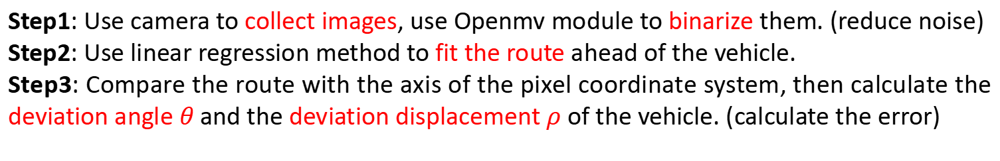 Step1: Use camera to collect images, use Openmv module to binarize them. (reduce noise)
Step2: Use linear regression method to fit the route ahead of the vehicle.
Step3: Compare the route with the axis of the pixel coordinate system, then calculate the
deviation angle θ and the deviation displacement ρ of the vehicle. (calculate the error)